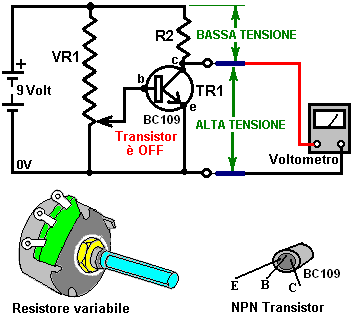 R2
BASSA TENSIONE
+
VR1
c
9 Volt
b
TR1
e
BC109
ALTA TENSIONE
Transistor
è OFF
Voltometro
0V
BC109
E
B
C
Resistore variabile
NPN Transistor